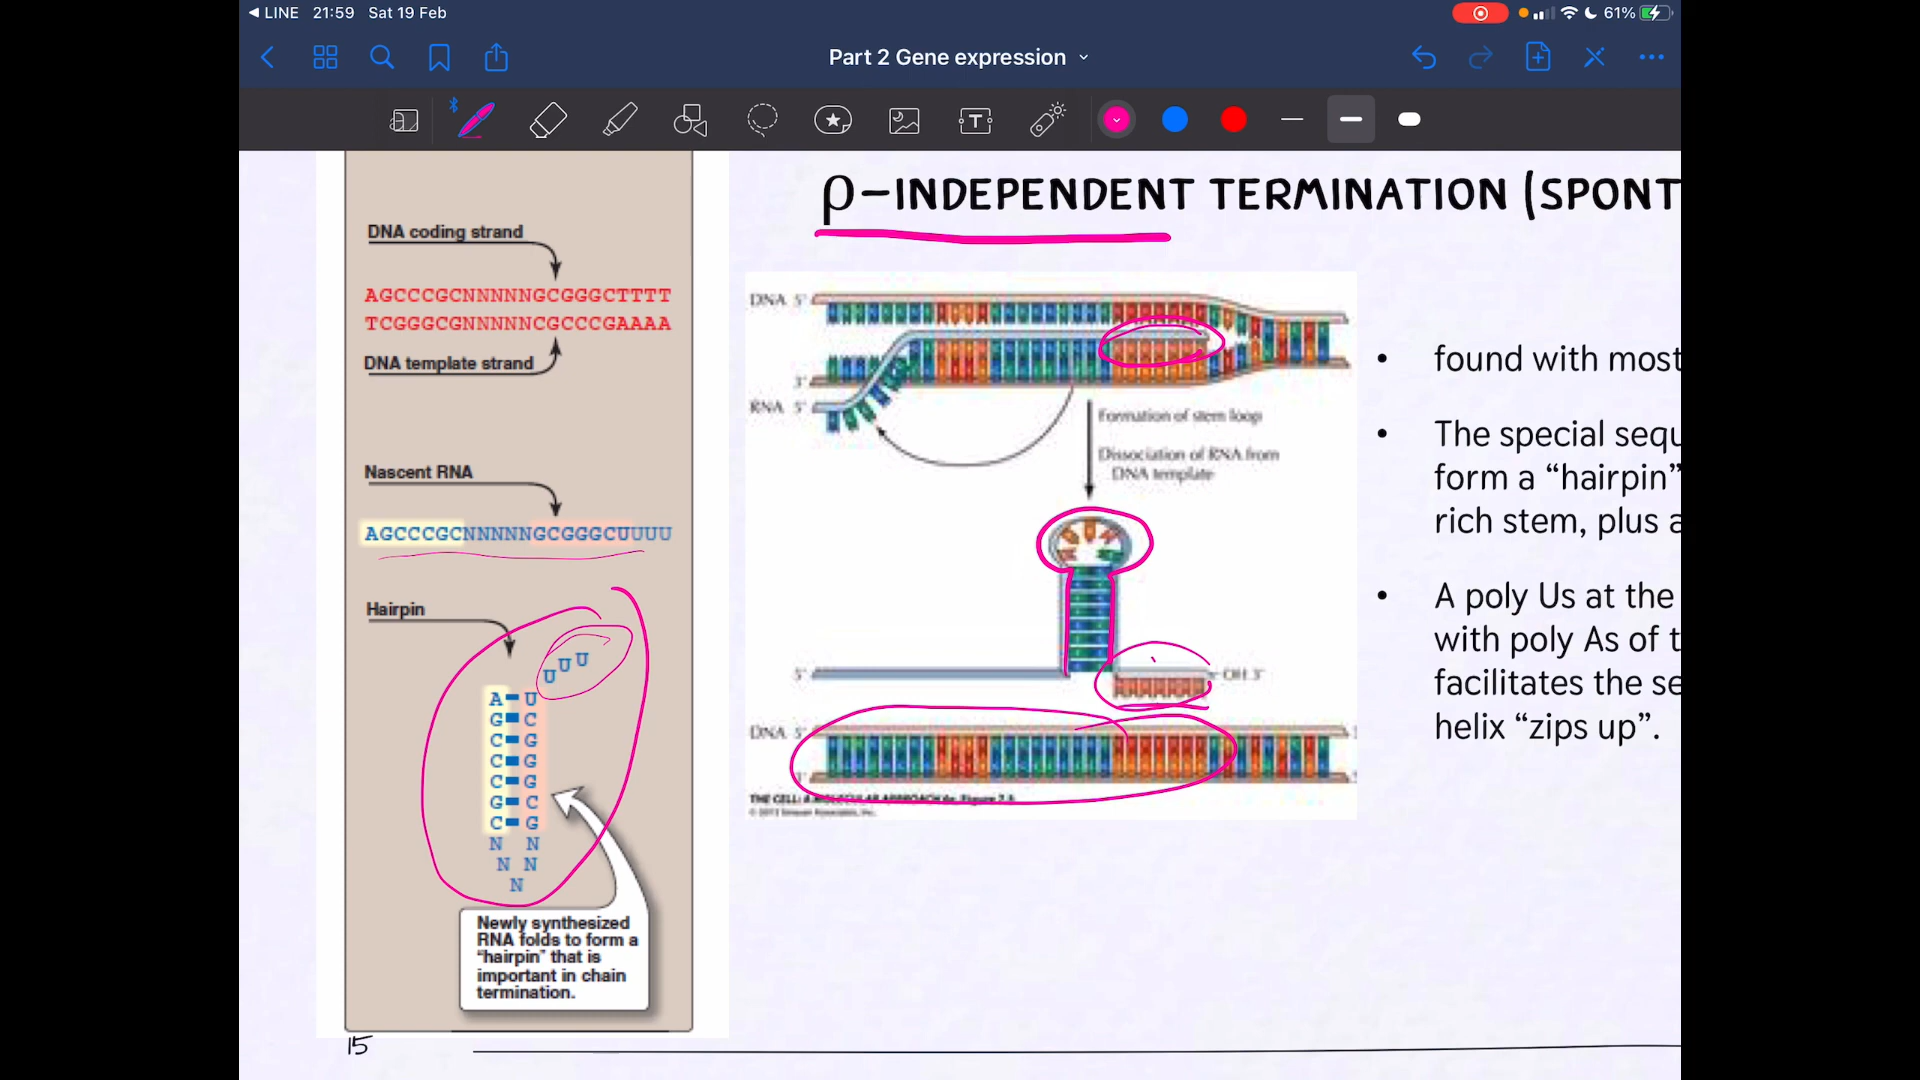 ◀ LINE 21:59 Sat 19 Feb
61%
Part 2 Gene expression
T
ρ-INDEPENDENT TERMINATION (SPONT
DNA coding strand
AGCCCGCNNNNNGCGGGCTTTT
TCGGGCGNNNNNCGCCCGAAAA
DNA template strand
Nascent RNA
AGCCCGCNNNNNGCGGGCUUUU
Hairpin
U U U
A U
G C
C G
C G
C G
G C
C G
N N
N N
N
Newly synthesized
RNA folds to form a
"hairpin" that is
important in chain
termination.
15
DNA 5'
3'
RNA 5'
Formation of stem loop
Dissociation of RNA from
DNA template
5'
OH 3'
DNA 5'
THE CELL: A MOLECULAR APPROACH
• found with most
• The special sequ
form a “hairpin”
rich stem, plus a
• A poly Us at the
with poly As of t
facilitates the se
helix “zips up”.